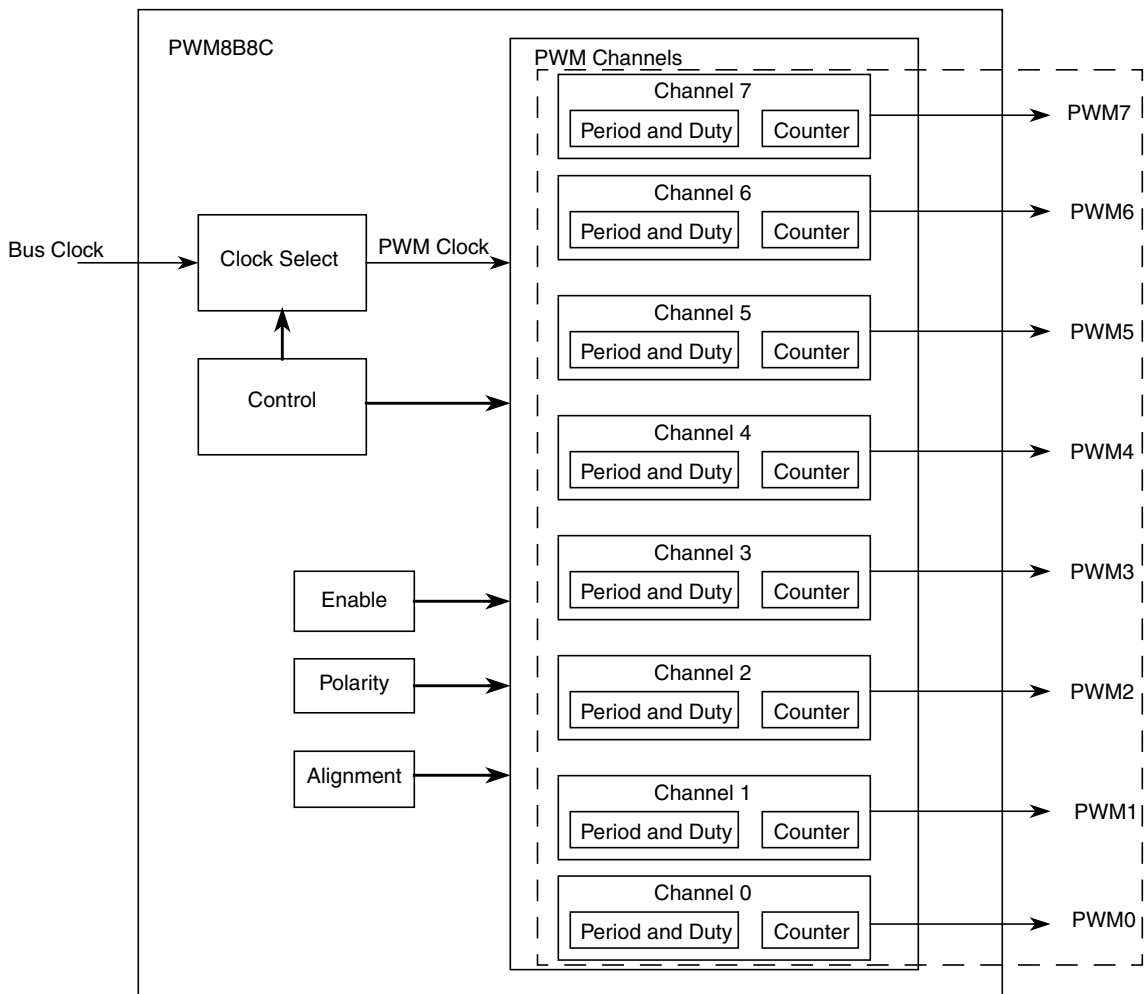 PWM8B8C
PWM Channels
Channel 7
Period and Duty
Counter
PWM7
Channel 6
Period and Duty
Counter
PWM6
Bus Clock
Clock Select
PWM Clock
Channel 5
Period and Duty
Counter
PWM5
Control
Channel 4
Period and Duty
Counter
PWM4
Channel 3
Period and Duty
Counter
PWM3
Enable
Polarity
Channel 2
Period and Duty
Counter
PWM2
Alignment
Channel 1
Period and Duty
Counter
PWM1
Channel 0
Period and Duty
Counter
PWM0